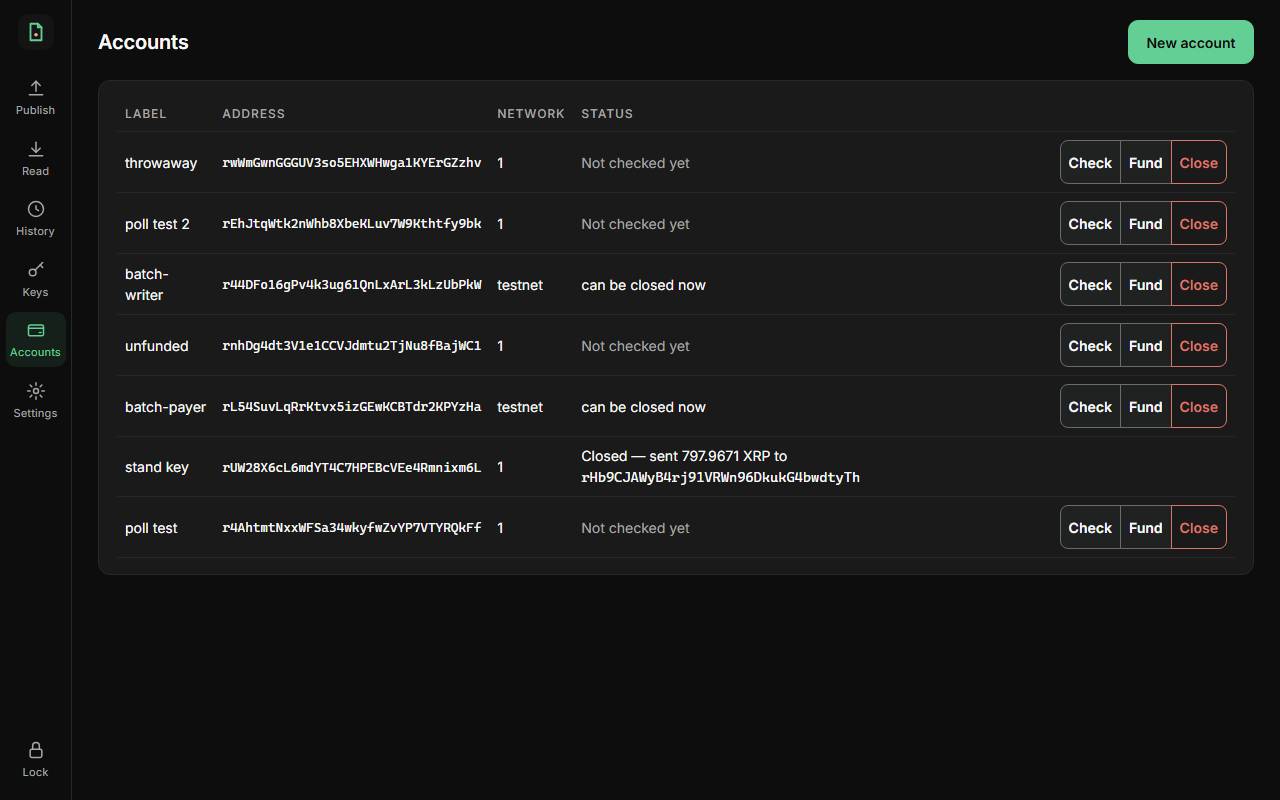 Accounts
New account
Publish
Read
History
Keys
Accounts
Settings
Lock
LABEL ADDRESS NETWORK STATUS
throwaway rwWmGwnGGGUV3so5EHXWHwga1KYErGZzhv 1 Not checked yet Check Fund Close
poll test 2 rEhJtqWtk2nWhb8XbeKLuv7W9Kthtfy9bk 1 Not checked yet Check Fund Close
batch-
writer r44DFo16gPv4k3ug61QnLxArL3kLzUbPkW testnet can be closed now Check Fund Close
unfunded rnhDg4dt3V1e1CCVJdmtu2TjNu8fBajWC1 1 Not checked yet Check Fund Close
batch-payer rL54SuvLqRrKtvx5izGEwKCBTdr2KPYzHa testnet can be closed now Check Fund Close
stand key rUW28X6cL6mdYT4C7HPEBcVEe4Rmnixm6L 1 Closed — sent 797.9671 XRP to
rHb9CJAWyB4rj91VRWn96DkukG4bwdtyTh
poll test r4AhtmtNxxWFSa34wkyfwZvYP7VTYRQkFf 1 Not checked yet Check Fund Close